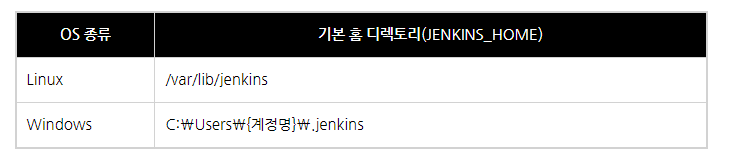 OS 종류 기본 홈 디렉토리(JENKINS_HOME)
Linux /var/lib/jenkins
Windows C:₩Users₩{계정명}₩.jenkins